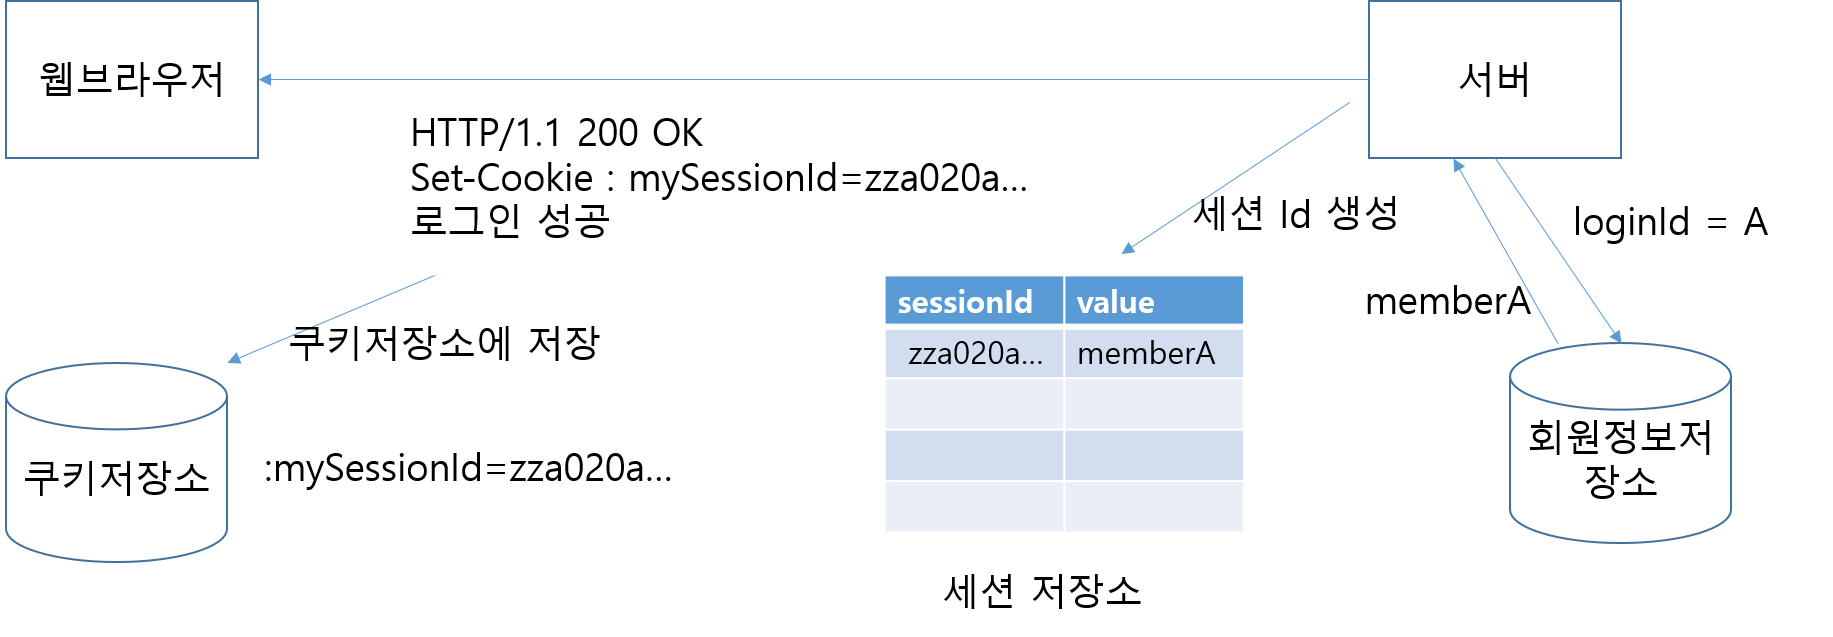 웹브라우저
서버
HTTP/1.1 200 OK
Set-Cookie : mySessionId=zza020a...
로그인 성공
세션 Id 생성
loginId = A
memberA
쿠키저장소에 저장
sessionId value
zza020a... memberA
쿠키저장소
:mySessionId=zza020a...
회원정보저
장소
세션 저장소